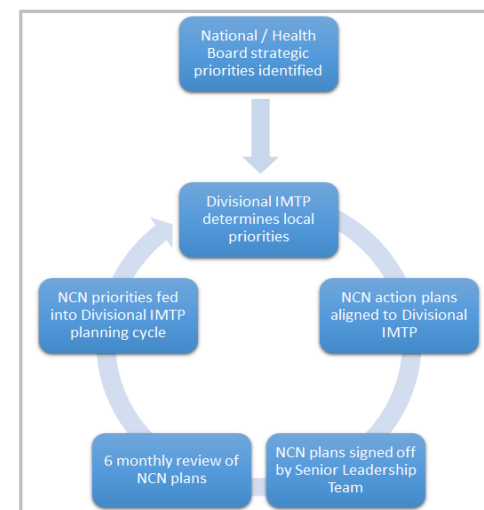 National / Health
Board strategic
priorities identified
Divisional IMTP
determines local
priorities
NCN action plans
aligned to Divisional
IMTP
NCN plans signed off
by Senior Leadership
Team
6 monthly review of
NCN plans
NCN priorities fed
into Divisional IMTP
planning cycle